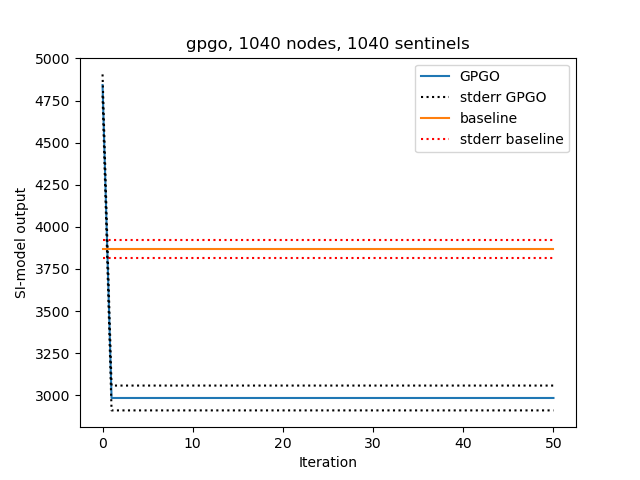 gpgo, 1040 nodes, 1040 sentinels
5000
4750
4500
4250
4000
3750
3500
3250
3000
SI-model output
GPGO
stderr GPGO
baseline
stderr baseline
0
10
20
30
40
50
Iteration